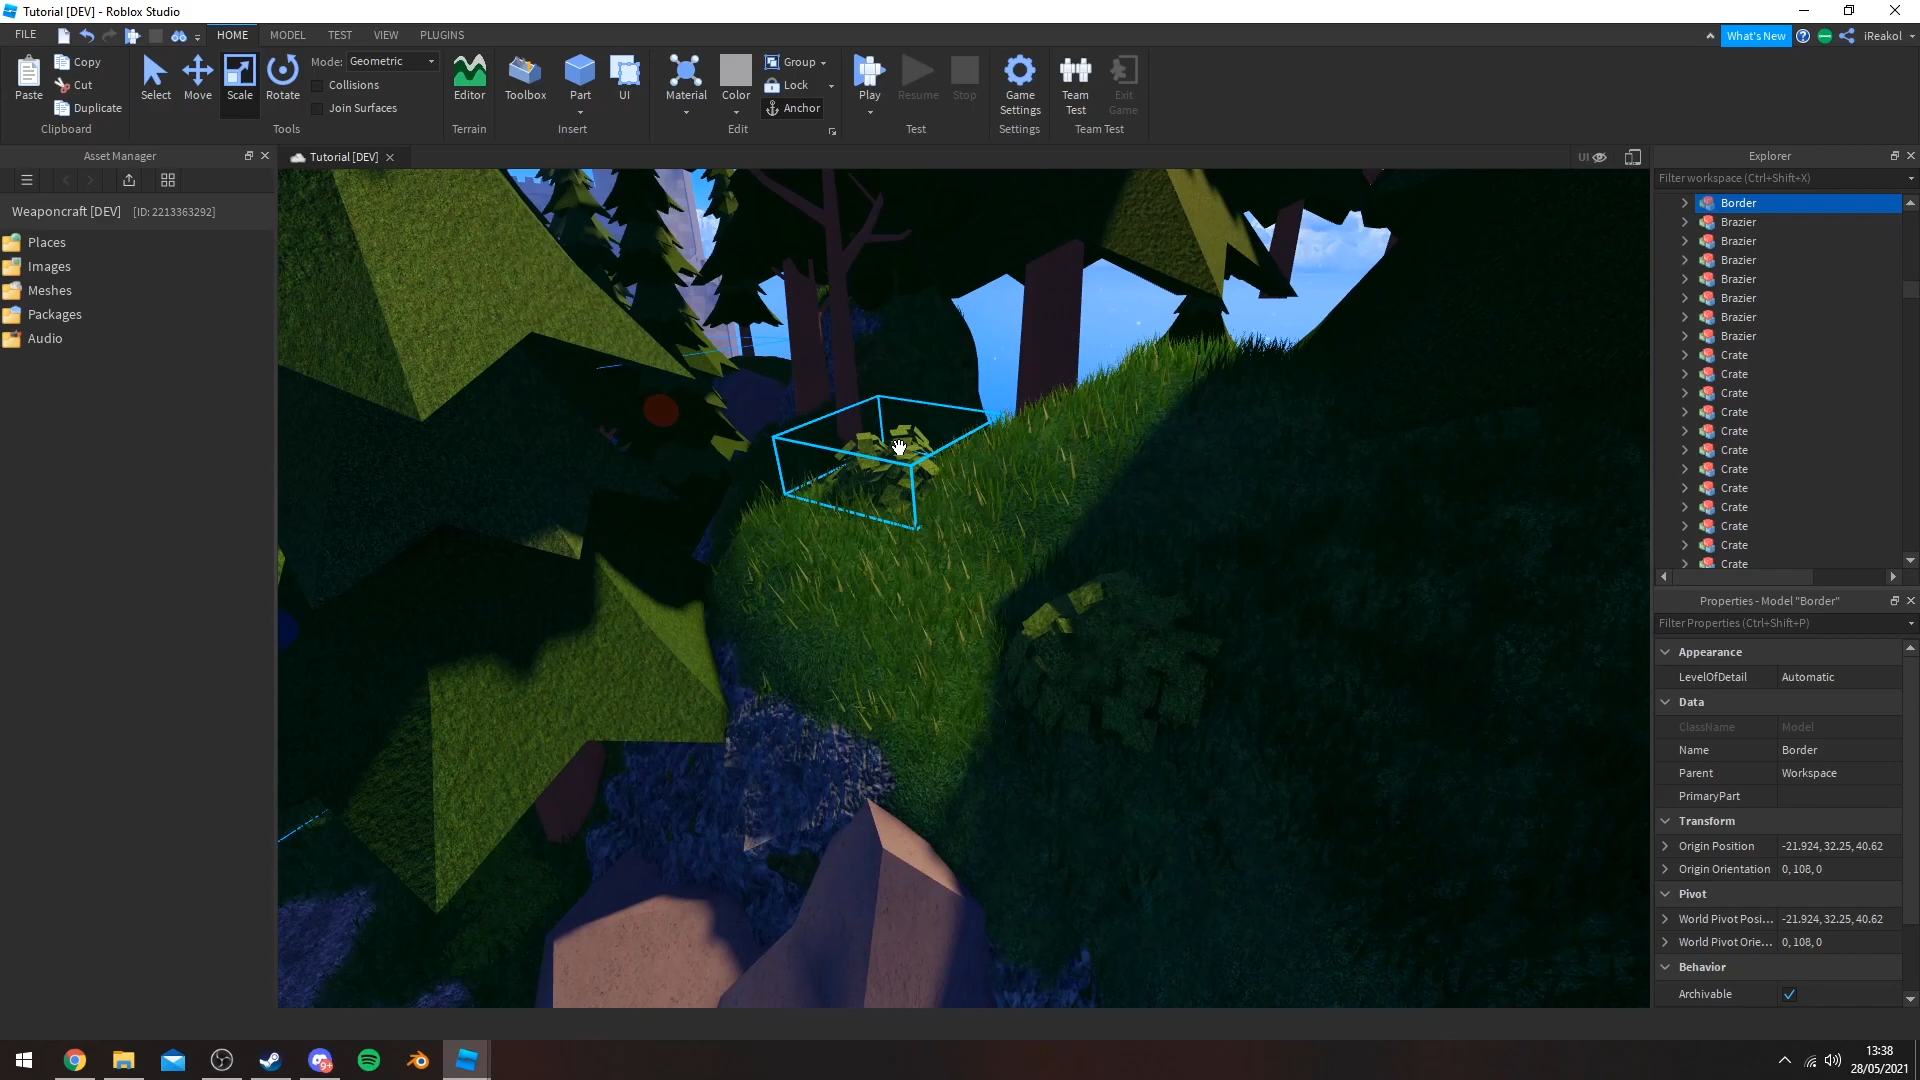 Tutorial [DEV] - Roblox Studio
FILE HOME MODEL TEST VIEW PLUGINS What's New iReakol
Paste Copy Cut Duplicate Clipboard
Select Move Scale Rotate Mode: Geometric Collisions Join Surfaces Tools
Editor Terrain
Toolbox Part UI Insert
Material Color Group Lock Anchor Edit
Play Resume Stop Test
Game Settings Settings
Team Test Exit Game Team Test
Asset Manager
Weaponcraft [DEV] [ID: 2213363292]
Places
Images
Meshes
Packages
Audio
Tutorial [DEV]
UI
Explorer
Filter workspace (Ctrl+Shift+X)
Border
Brazier
Brazier
Brazier
Brazier
Brazier
Brazier
Brazier
Crate
Crate
Crate
Crate
Crate
Crate
Crate
Crate
Crate
Crate
Crate
Crate
Properties - Model "Border"
Filter Properties (Ctrl+Shift+P)
Appearance
LevelOfDetail Automatic
Data
ClassName Model
Name Border
Parent Workspace
PrimaryPart
Transform
Origin Position -21.924, 32.25, 40.62
Origin Orientation 0, 108, 0
Pivot
World Pivot Posi... -21.924, 32.25, 40.62
World Pivot Orie... 0, 108, 0
Behavior
Archivable
9+
13:38
28/05/2021